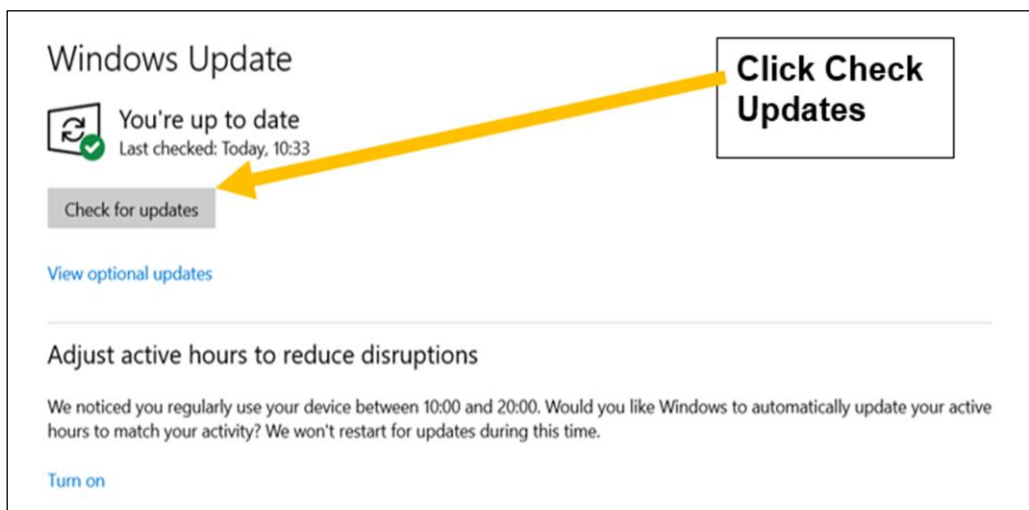 Windows Update
Click Check
Updates
You're up to date
Last checked: Today, 10:33
Check for updates
View optional updates
Adjust active hours to reduce disruptions
We noticed you regularly use your device between 10:00 and 20:00. Would you like Windows to automatically update your active
hours to match your activity? We won't restart for updates during this time.
Turn on